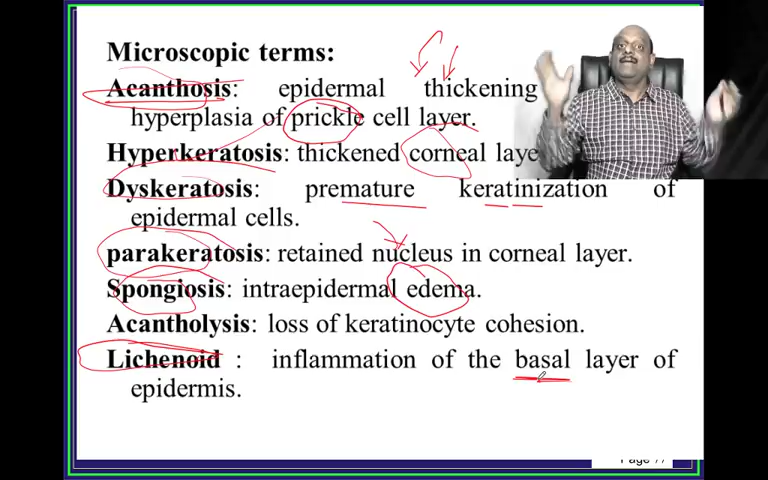 Microscopic terms:
Acanthosis: epidermal thickening
hyperplasia of prickle cell layer.
Hyperkeratosis: thickened corneal laye
Dyskeratosis: premature keratinization of
epidermal cells.
parakeratosis: retained nucleus in corneal layer.
Spongiosis: intraepidermal edema.
Acantholysis: loss of keratinocyte cohesion.
Lichenoid : inflammation of the basal layer of
epidermis.
Page 77